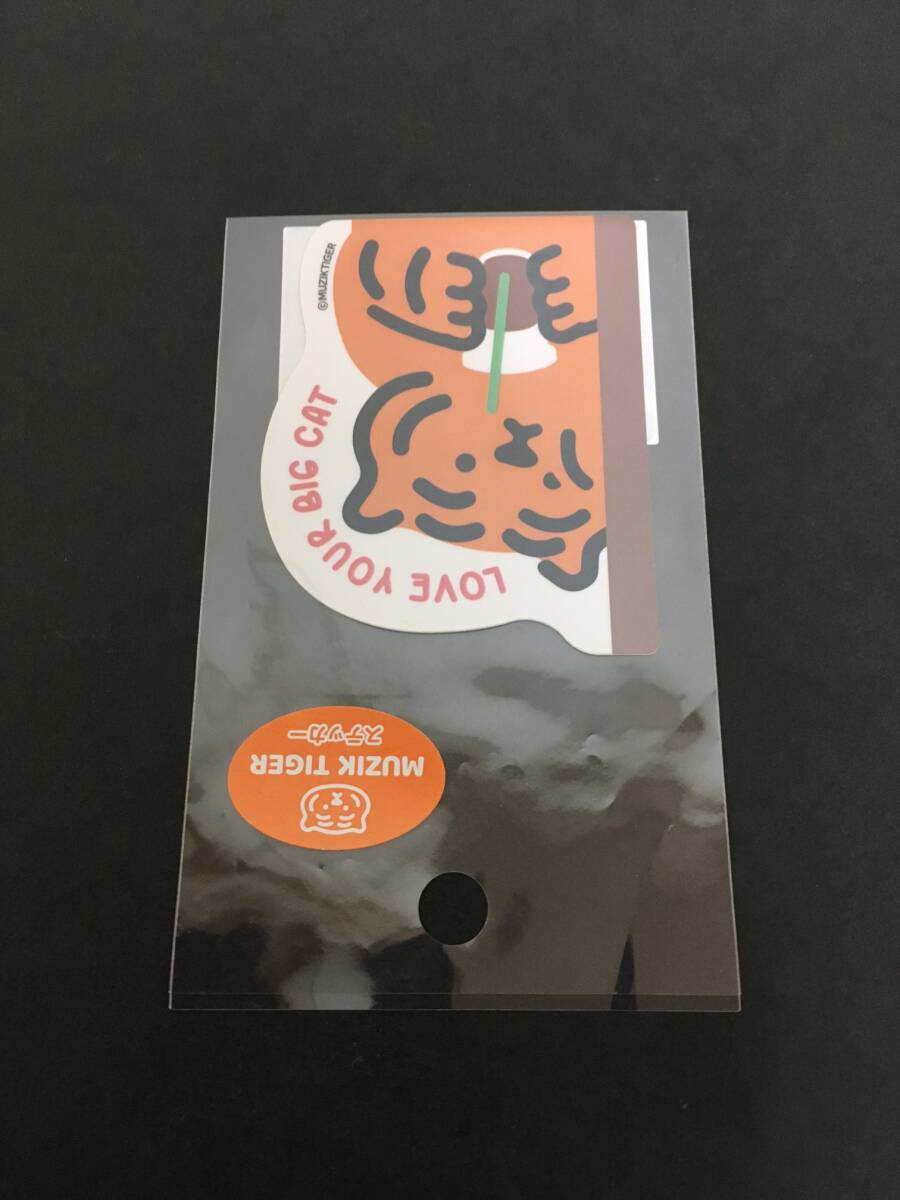 ©MUZIKTIGER
LOVE YOUR BIG CAT
MUZIK TIGER
ステッカー